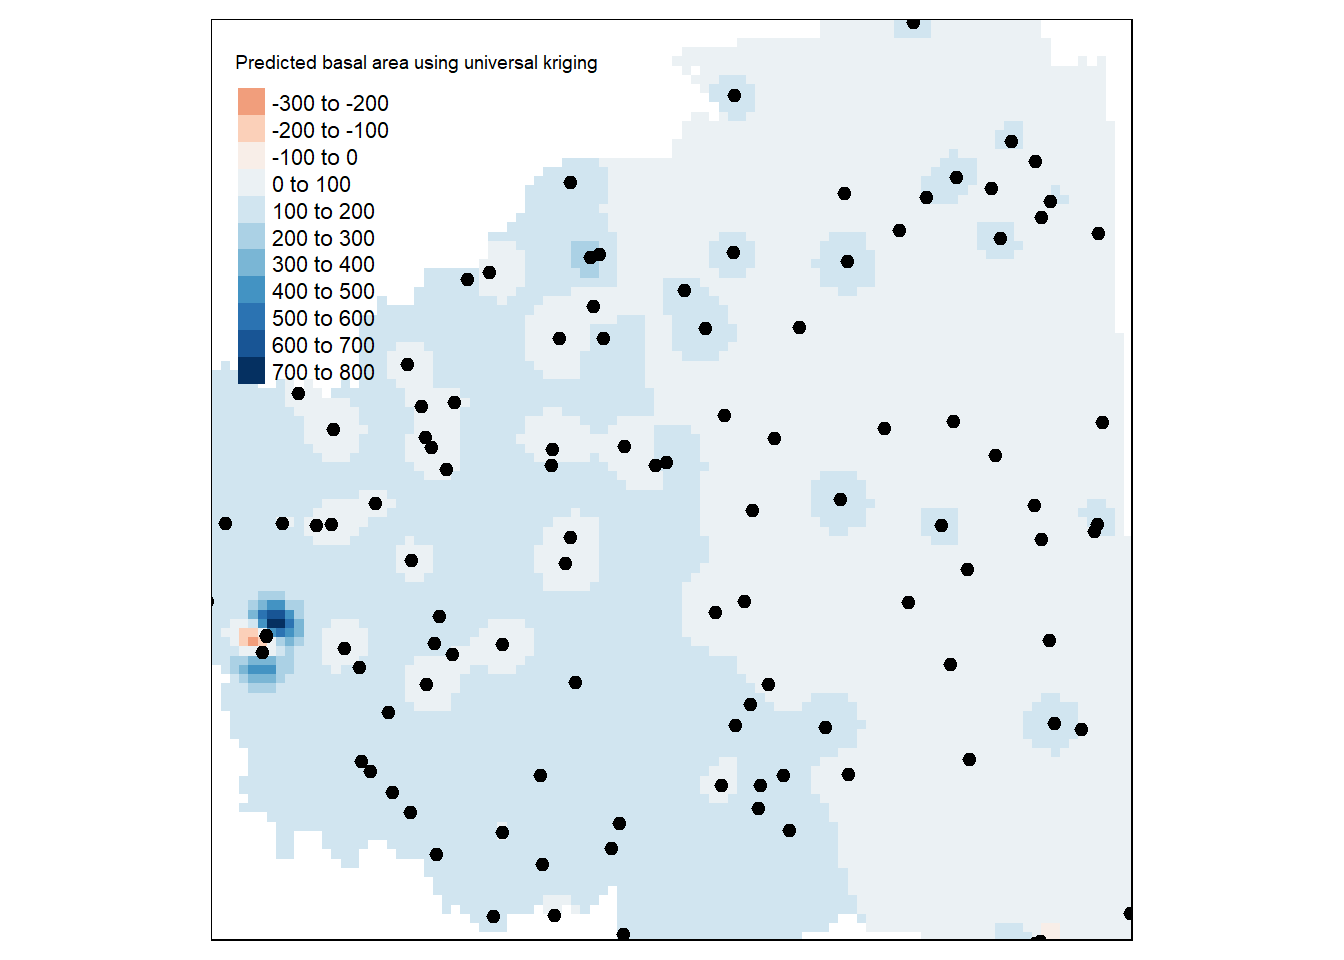 Predicted basal area using universal kriging
-300 to -200
-200 to -100
-100 to 0
0 to 100
100 to 200
200 to 300
300 to 400
400 to 500
500 to 600
600 to 700
700 to 800